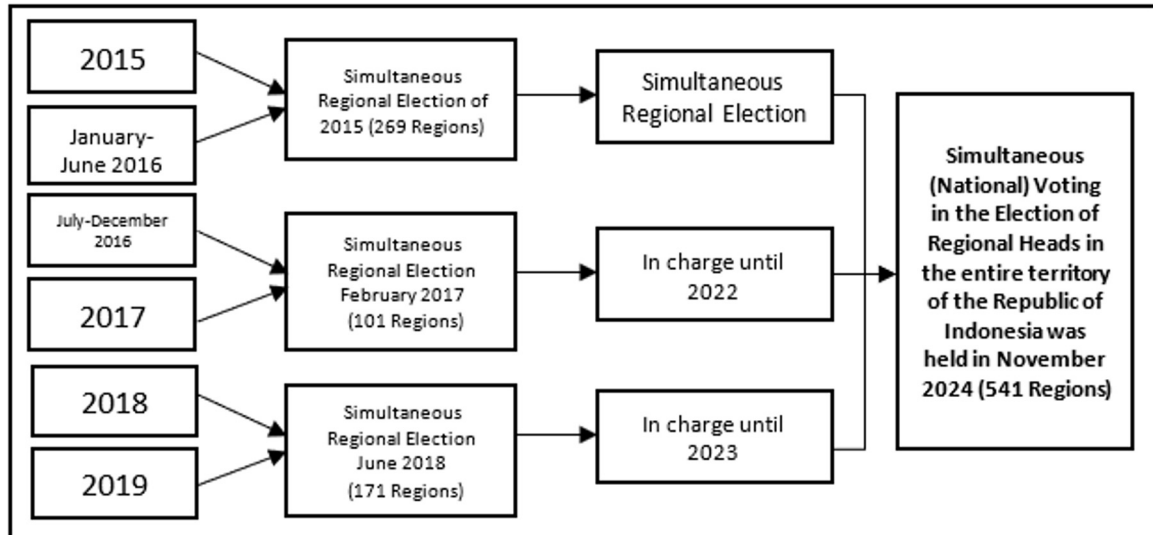 2015
January-
June 2016
Simultaneous
Regional Election of
2015 (269 Regions)
Simultaneous
Regional Election
July-December
2016
2017
Simultaneous
Regional Election
February 2017
(101 Regions)
In charge until
2022
2018
2019
Simultaneous
Regional Election
June 2018
(171 Regions)
In charge until
2023
Simultaneous
(National) Voting
in the Election of
Regional Heads in
the entire territory
of the Republic of
Indonesia was
held in November
2024 (541 Regions)